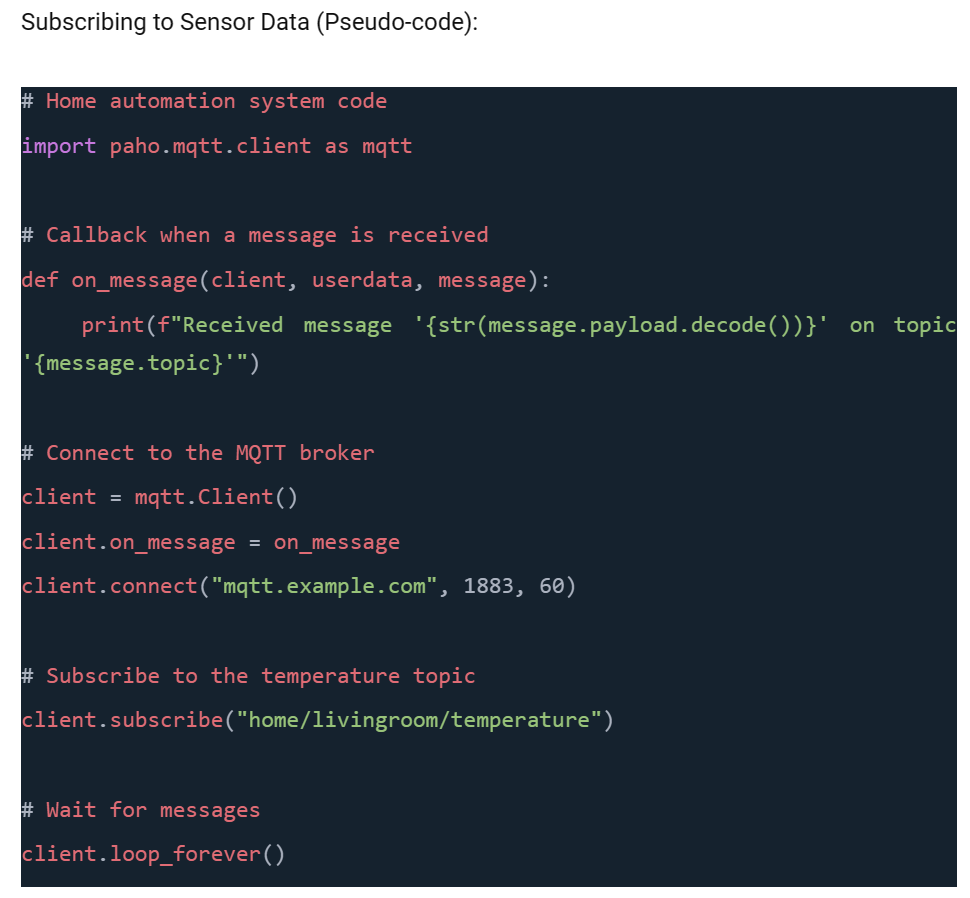 Subscribing to Sensor Data (Pseudo-code):
# Home automation system code
import paho.mqtt.client as mqtt
# Callback when a message is received
def on_message(client, userdata, message):
    print(f"Received message '{str(message.payload.decode())}' on topic
'{message.topic}'")
# Connect to the MQTT broker
client = mqtt.Client()
client.on_message = on_message
client.connect("mqtt.example.com", 1883, 60)
# Subscribe to the temperature topic
client.subscribe("home/livingroom/temperature")
# Wait for messages
client.loop_forever()